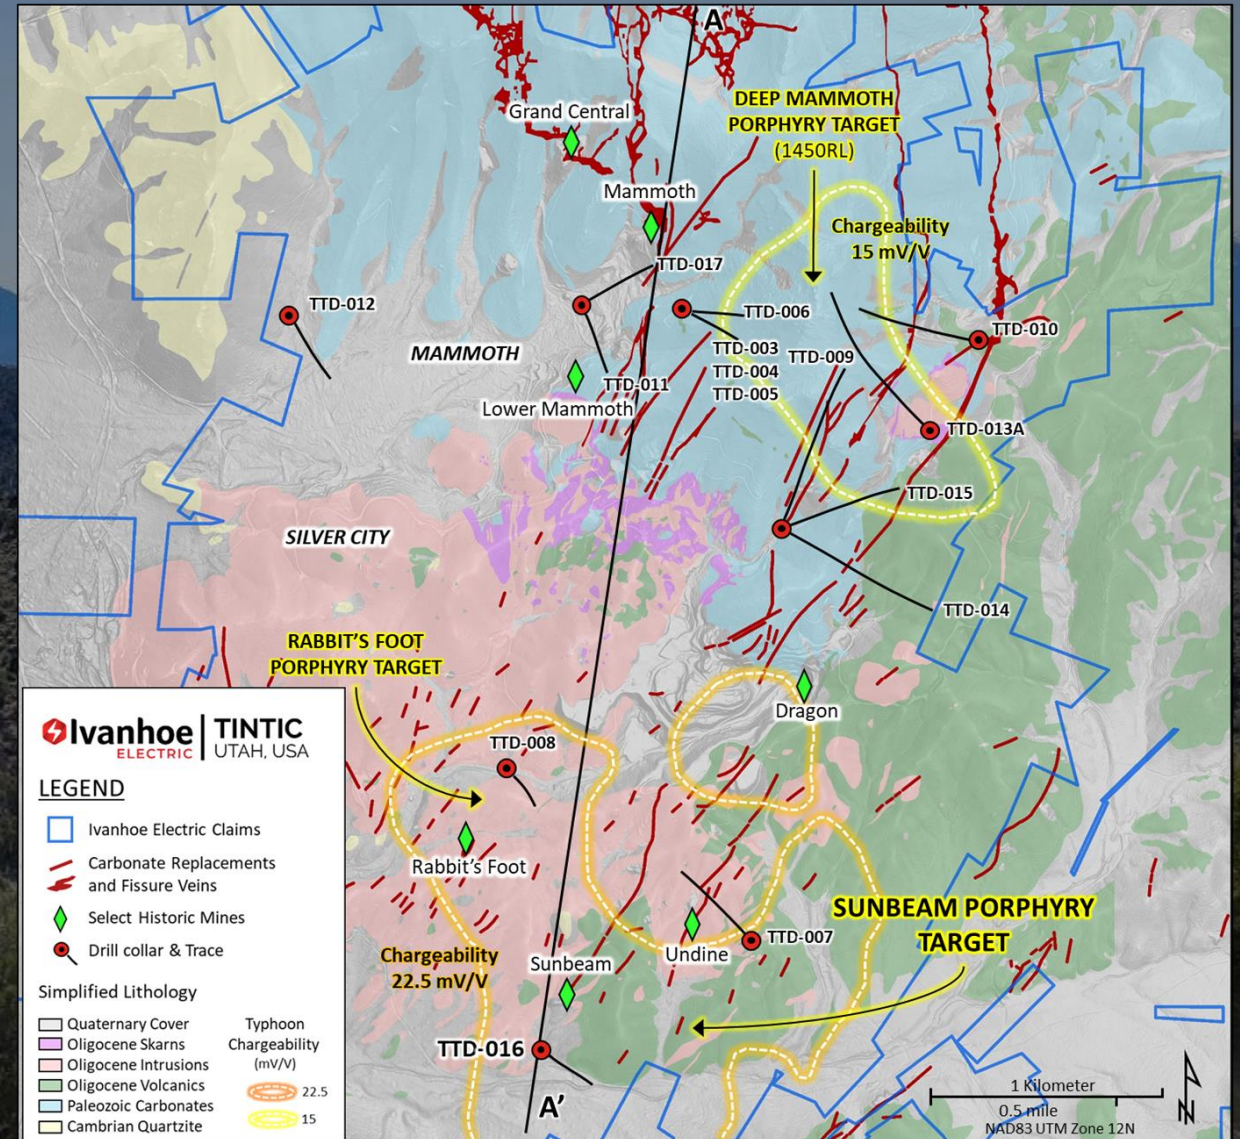 A
DEEP MAMMOTH
PORPHYRY TARGET
(1450RL)
Grand Central
Mammoth
Chargeability
15 mV/V
TTD-017
TTD-012
TTD-006
TTD-010
MAMMOTH
TTD-003
TTD-009
TTD-004
TTD-011
TTD-005
Lower Mammoth
TTD-013A
TTD-015
SILVER CITY
TTD-014
RABBIT'S FOOT
PORPHYRY TARGET
Dragon
TTD-008
Rabbit's Foot
SUNBEAM PORPHYRY
TARGET
TTD-007
Undine
Chargeability
22.5 mV/V
Sunbeam
TTD-016
A'
Ivanhoe
ELECTRIC
TINTIC
UTAH, USA
LEGEND
Ivanhoe Electric Claims
Carbonate Replacements
and Fissure Veins
Select Historic Mines
Drill collar & Trace
Simplified Lithology
Quaternary Cover
Oligocene Skarns
Oligocene Intrusions
Oligocene Volcanics
Paleozoic Carbonates
Cambrian Quartzite
Typhoon
Chargeability
(mV/V)
22.5
15
1 Kilometer
0.5 mile
NAD83 UTM Zone 12N
N